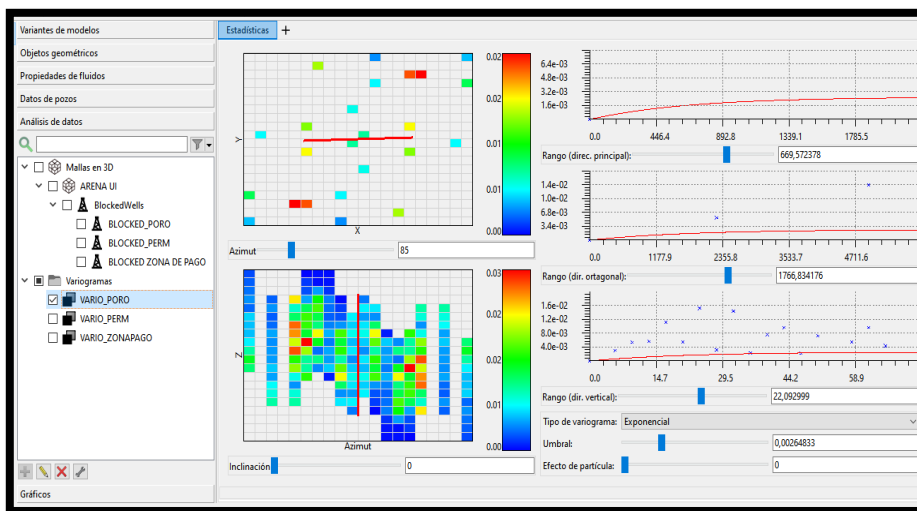 Variantes de modelos
Objetos geométricos
Propiedades de fluidos
Datos de pozos
Análisis de datos
Mallas en 3D
ARENA UI
BlockedWells
BLOCKED_PORO
BLOCKED_PERM
BLOCKED ZONA DE PAGO
Variogramas
VARIO_PORO
VARIO_PERM
VARIO_ZONAPAGO
Gráficos
Estadísticas +
Y
X
0.02
0.02
0.01
0.00
0.00
Azimut 85
Z
Azimut
0.03
0.02
0.02
0.01
0.00
Inclinación 0
6.4e-03
4.8e-03
3.2e-03
1.6e-03
0.0 446.4 892.8 1339.1 1785.5
Rango (direc. principal): 669,572378
1.4e-02
1.0e-02
6.8e-03
3.4e-03
0.0 1177.9 2355.8 3533.7 4711.6
Rango (dir. ortagonal): 1766,834176
1.6e-02
1.2e-02
8.0e-03
4.0e-03
0.0 14.7 29.5 44.2 58.9
Rango (dir. vertical): 22,092999
Tipo de variograma: Exponencial
Umbral: 0,00264833
Efecto de partícula: 0